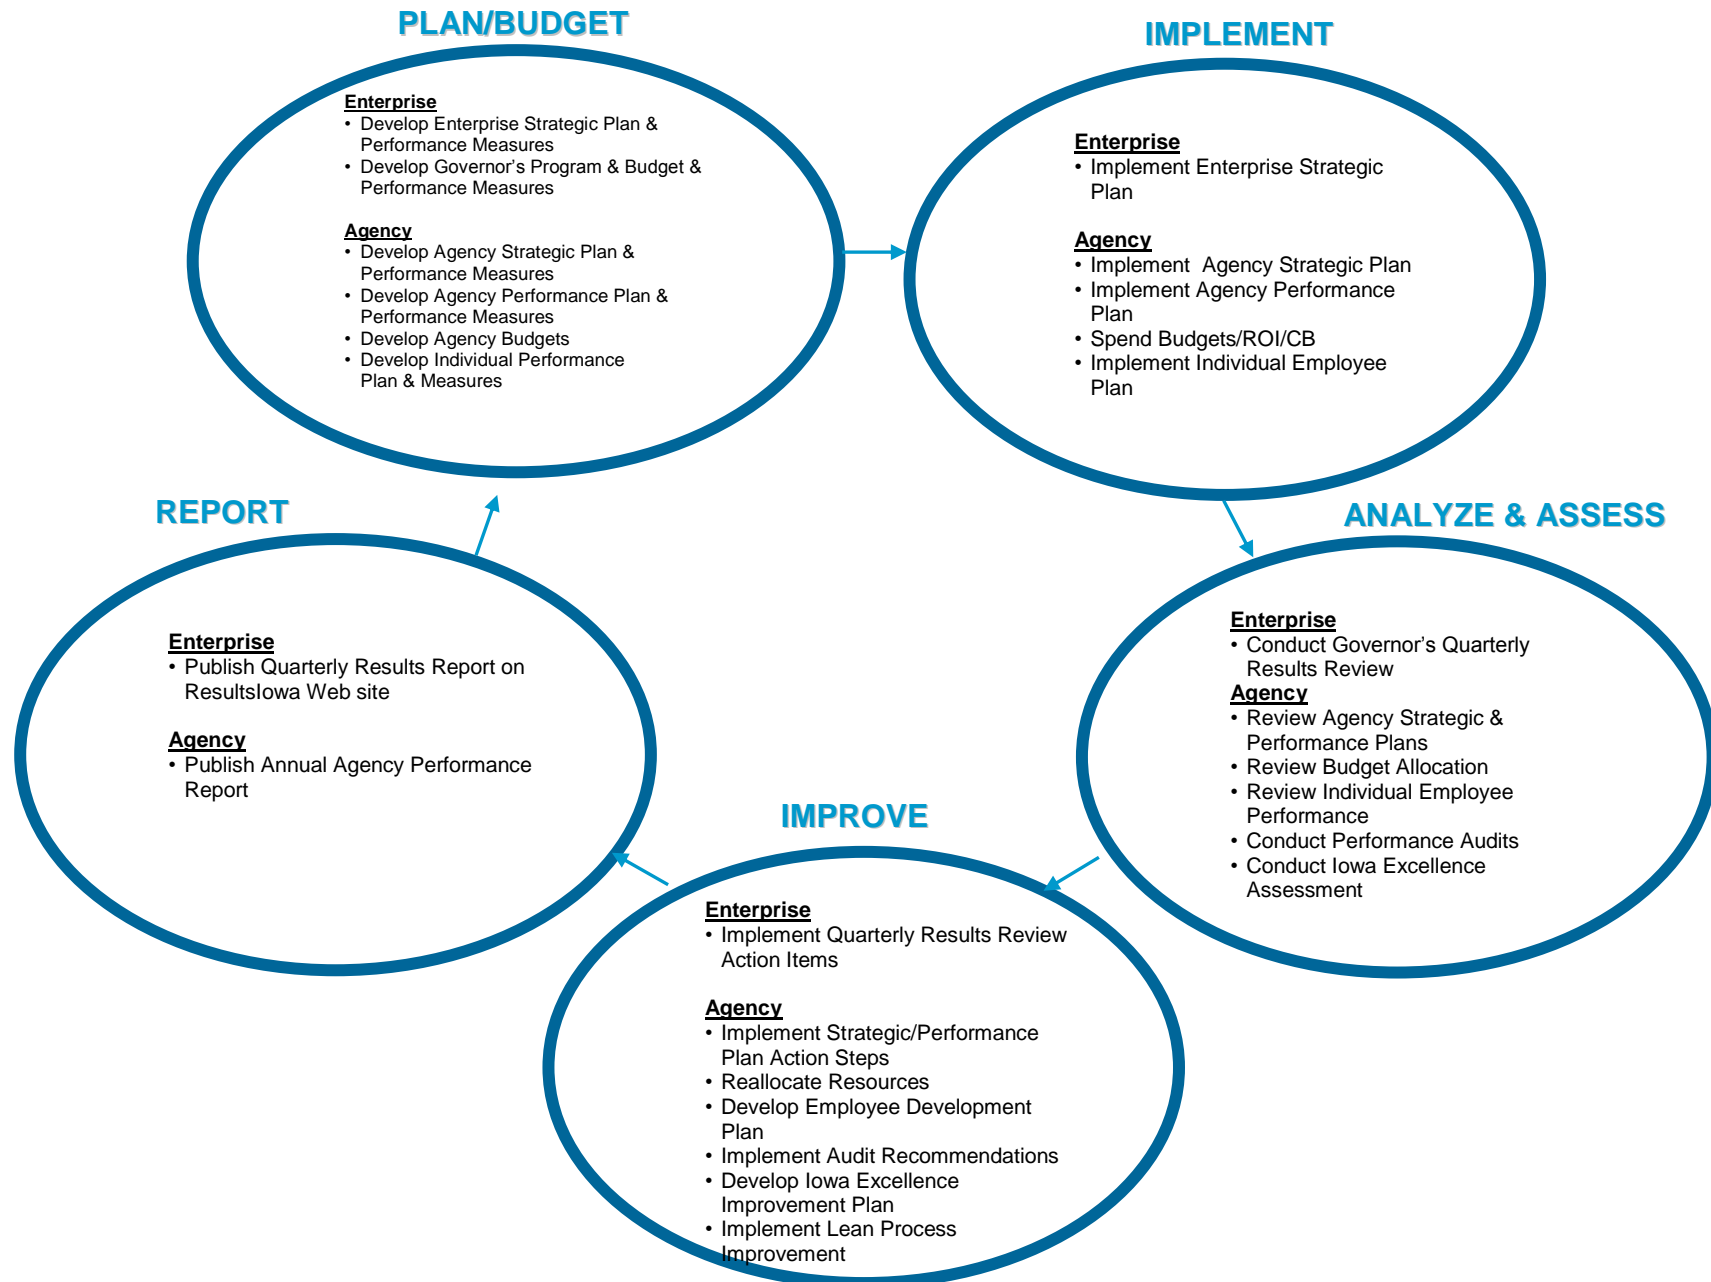 PLAN/BUDGET
Enterprise
• Develop Enterprise Strategic Plan &
Performance Measures
• Develop Governor's Program & Budget &
Performance Measures
Agency
• Develop Agency Strategic Plan &
Performance Measures
• Develop Agency Performance Plan &
Performance Measures
• Develop Agency Budgets
• Develop Individual Performance
Plan & Measures
IMPLEMENT
Enterprise
• Implement Enterprise Strategic
Plan
Agency
• Implement Agency Strategic Plan
• Implement Agency Performance
Plan
• Spend Budgets/ROI/CB
• Implement Individual Employee
Plan
ANALYZE & ASSESS
Enterprise
• Conduct Governor's Quarterly
Results Review
Agency
• Review Agency Strategic &
Performance Plans
• Review Budget Allocation
• Review Individual Employee
Performance
• Conduct Performance Audits
• Conduct Iowa Excellence
Assessment
IMPROVE
Enterprise
• Implement Quarterly Results Review
Action Items
Agency
• Implement Strategic/Performance
Plan Action Steps
• Reallocate Resources
• Develop Employee Development
Plan
• Implement Audit Recommendations
• Develop Iowa Excellence
Improvement Plan
• Implement Lean Process
Improvement
REPORT
Enterprise
• Publish Quarterly Results Report on
ResultsIowa Web site
Agency
• Publish Annual Agency Performance
Report